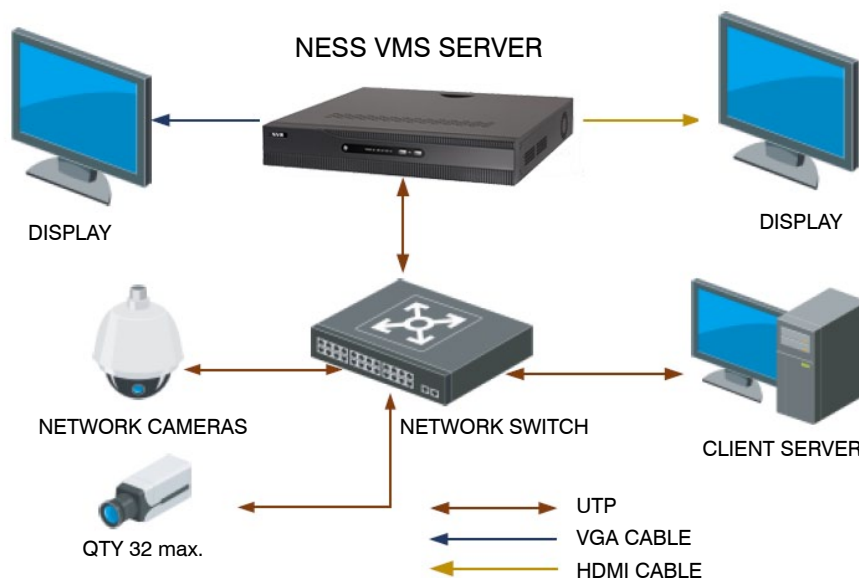 NESS VMS SERVER
DISPLAY
DISPLAY
NETWORK CAMERAS
NETWORK SWITCH
CLIENT SERVER
QTY 32 max.
UTP
VGA CABLE
HDMI CABLE